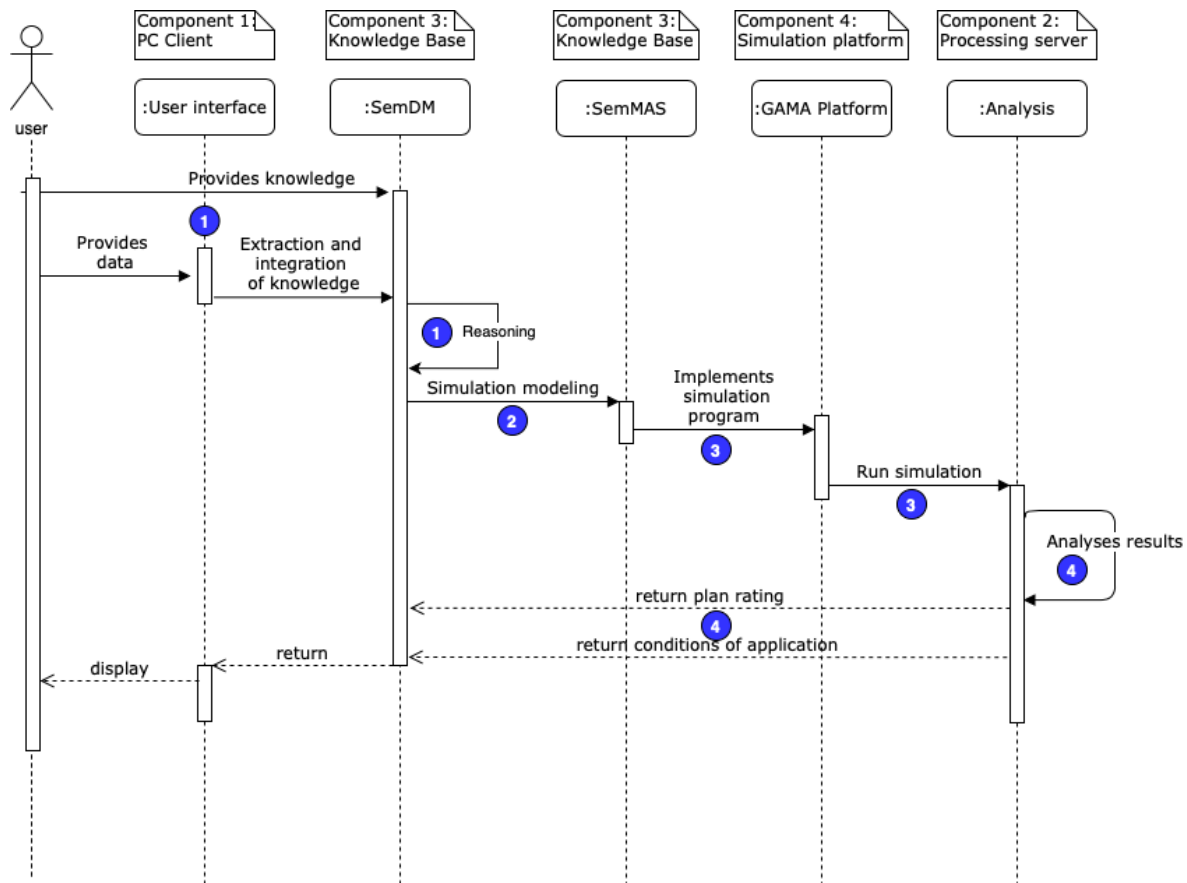 Component 1:
PC Client
Component 3:
Knowledge Base
Component 3:
Knowledge Base
Component 4:
Simulation platform
Component 2:
Processing server
user
:User interface
:SemDM
:SemMAS
:GAMA Platform
:Analysis
Provides knowledge
1
Provides
data
Extraction and
integration
of knowledge
1
Reasoning
Simulation modeling
2
Implements
simulation
program
3
Run simulation
3
Analyses results
4
return plan rating
4
return conditions of application
return
display